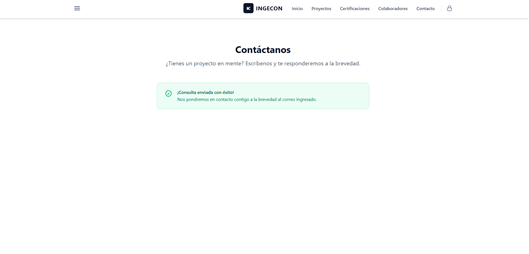 INGECON Inicio Proyectos Certificaciones Colaboradores Contacto
Contáctanos
¿Tienes un proyecto en mente? Escríbenos y te responderemos a la brevedad.
¡Consulta enviada con éxito!
Nos pondremos en contacto contigo a la brevedad al correo ingresado.